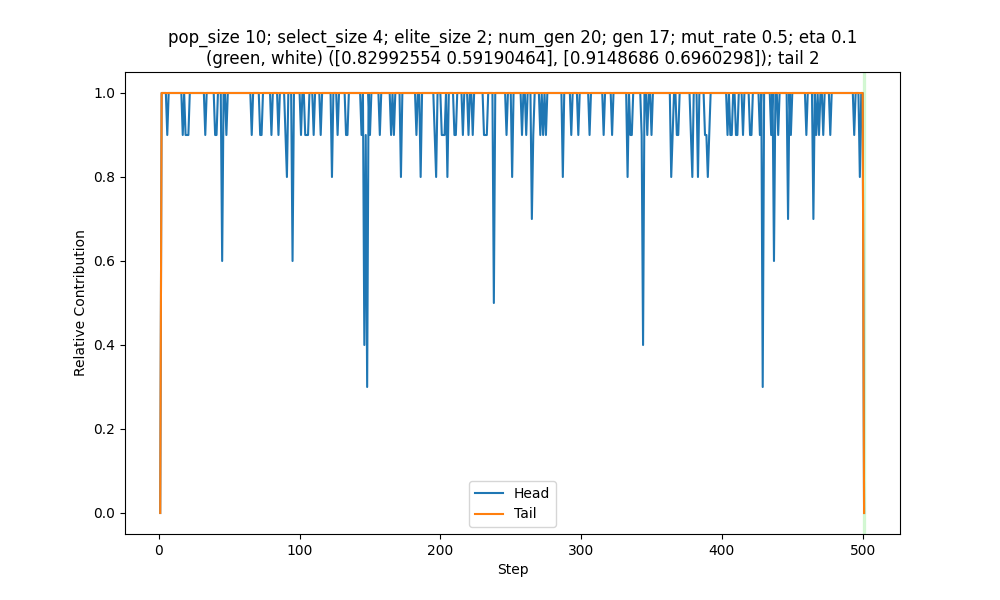 pop_size 10; select_size 4; elite_size 2; num_gen 20; gen 17; mut_rate 0.5; eta 0.1
(green, white) ([0.82992554 0.59190464], [0.9148686 0.6960298]); tail 2
1.0
0.8
0.6
0.4
0.2
0.0
Relative Contribution
Head
Tail
0
100
200
300
400
500
Step